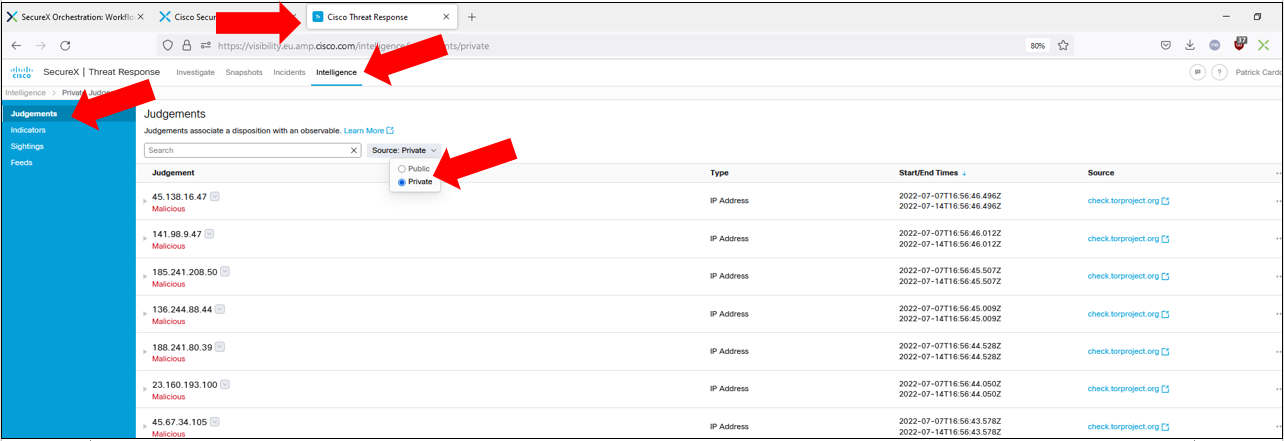 SecureX Orchestration: Workflo
Cisco Secur
Cisco Threat Response
https://visibility.eu.amp.cisco.com/intelligence/ ents/private
80%
37
cisco SecureX | Threat Response Investigate Snapshots Incidents Intelligence
? Patrick Cardo
Intelligence > Private Judge
Judgements
Indicators
Sightings
Feeds
Judgements
Judgements associate a disposition with an observable. Learn More
Search
Source: Private
Public
Private
Judgement Type Start/End Times Source
45.138.16.47
Malicious
IP Address
2022-07-07T16:56:46.496Z
2022-07-14T16:56:46.496Z
check.torproject.org
141.98.9.47
Malicious
IP Address
2022-07-07T16:56:46.012Z
2022-07-14T16:56:46.012Z
check.torproject.org
185.241.208.50
Malicious
IP Address
2022-07-07T16:56:45.507Z
2022-07-14T16:56:45.507Z
check.torproject.org
136.244.88.44
Malicious
IP Address
2022-07-07T16:56:45.009Z
2022-07-14T16:56:45.009Z
check.torproject.org
188.241.80.39
Malicious
IP Address
2022-07-07T16:56:44.528Z
2022-07-14T16:56:44.528Z
check.torproject.org
23.160.193.100
Malicious
IP Address
2022-07-07T16:56:44.050Z
2022-07-14T16:56:44.050Z
check.torproject.org
45.67.34.105
Malicious
IP Address
2022-07-07T16:56:43.578Z
2022-07-14T16:56:43.578Z
check.torproject.org